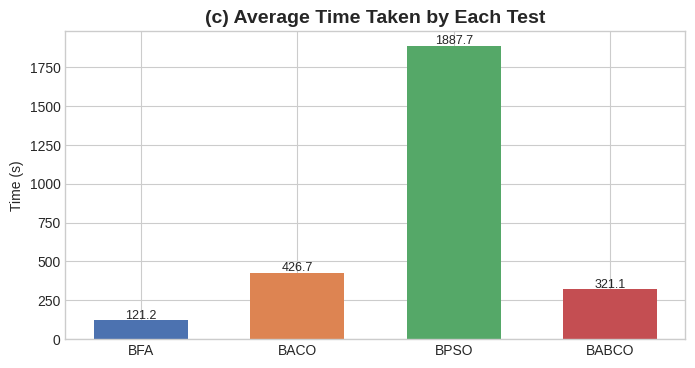 (c) Average Time Taken by Each Test
Time (s)
1750
1500
1250
1000
750
500
250
0
121.2
426.7
1887.7
321.1
BFA
BACO
BPSO
BABCO